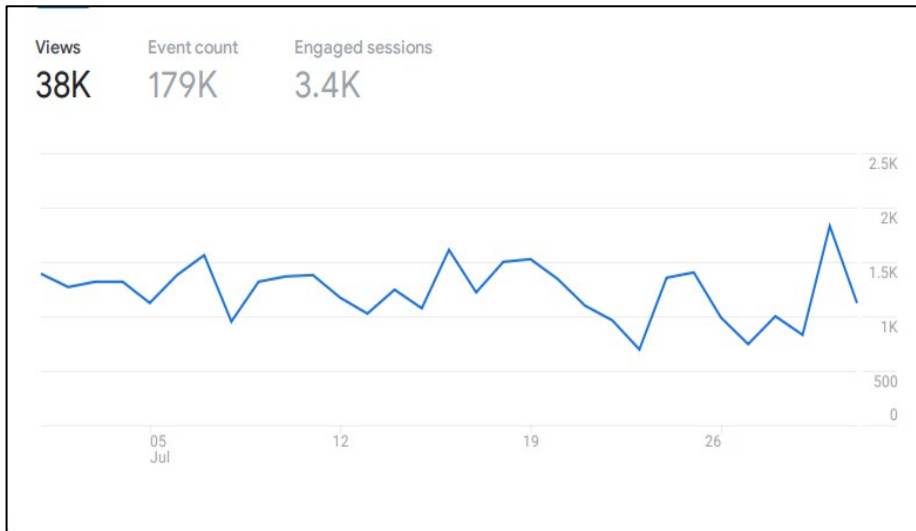 Views Event count Engaged sessions
38K 179K 3.4K
2.5K
2K
1.5K
1K
500
0
05 12 19 26
Jul